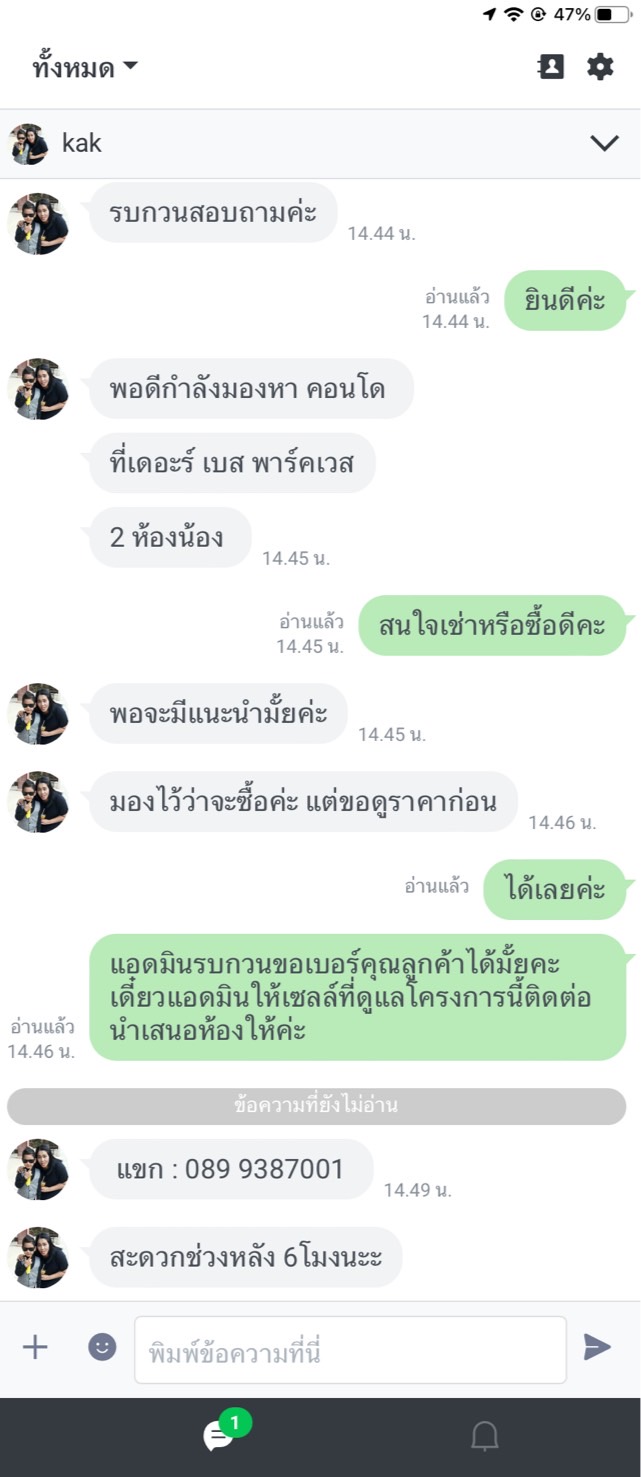 47%
ทั้งหมด
kak
รบกวนสอบถามค่ะ
14.44 น.
อ่านแล้ว
14.44 น.
ยินดีค่ะ
พอดีกำลังมองหา คอนโด
ที่เดอะร์ เบส พาร์คเวส
2 ห้องน้อง
14.45 น.
อ่านแล้ว
14.45 น.
สนใจเช่าหรือซื้อดีคะ
พอจะมีแนะนำมั้ยค่ะ
14.45 น.
มองไว้ว่าจะซื้อค่ะ แต่ขอดูราคาก่อน
14.46 น.
อ่านแล้ว
ได้เลยค่ะ
แอดมินรบกวนขอเบอร์คุณลูกค้าได้มั้ยคะ
เดี๋ยวแอดมินให้เซลล์ที่ดูแลโครงการนี้ติดต่อ
นำเสนอห้องให้ค่ะ
อ่านแล้ว
14.46 น.
ข้อความที่ยังไม่อ่าน
แขก : 089 9387001
14.49 น.
สะดวกช่วงหลัง 6โมงนะะ
พิมพ์ข้อความที่นี่
1